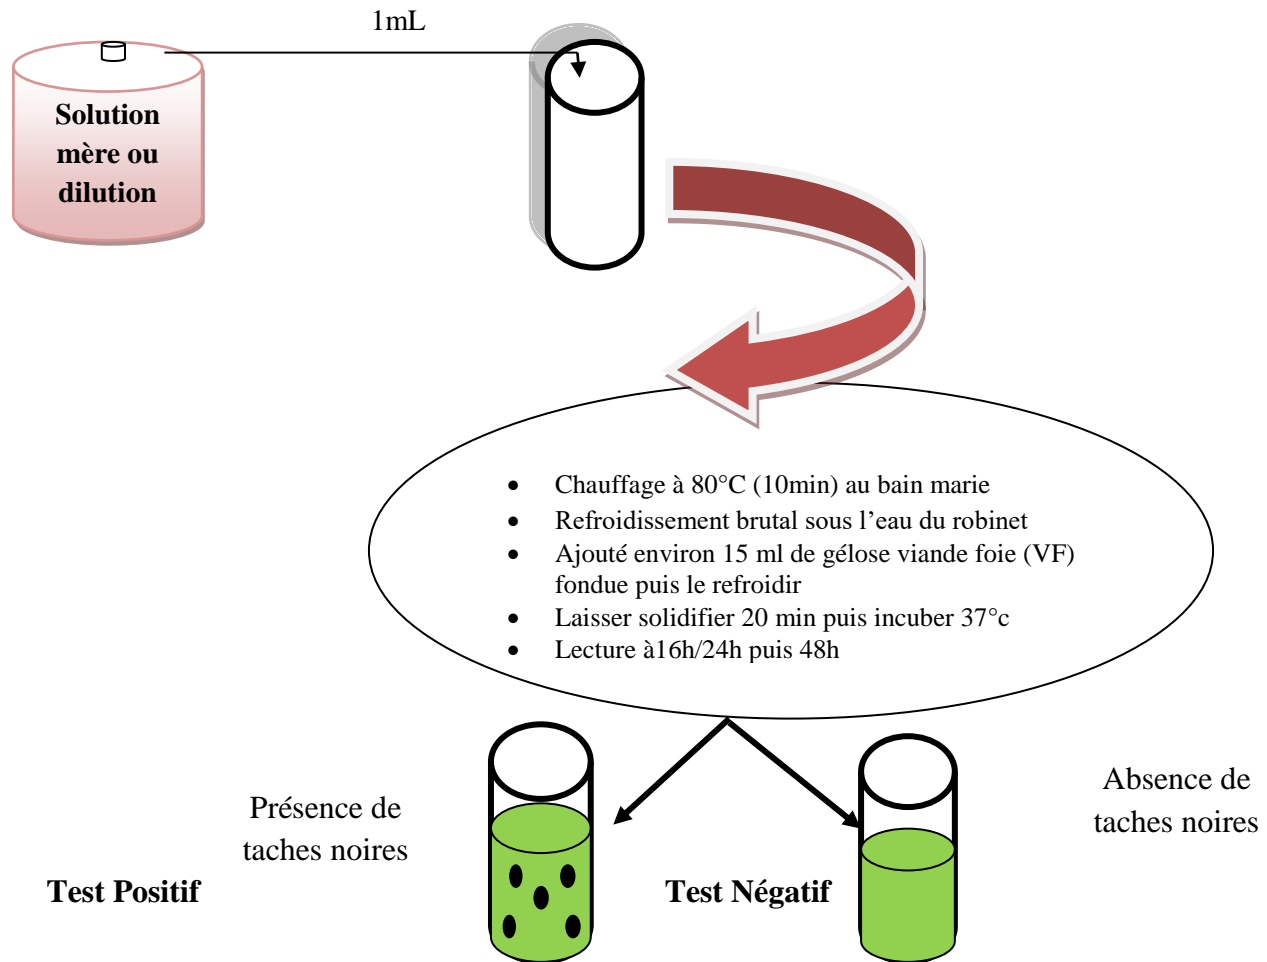 1mL
Solution
mère ou
dilution
• Chauffage à 80°C (10min) au bain marie
• Refroidissement brutal sous l’eau du robinet
• Ajouté environ 15 ml de gélose viande foie (VF)
fondue puis le refroidir
• Laisser solidifier 20 min puis incuber 37°c
• Lecture à16h/24h puis 48h
Présence de
taches noires
Test Positif
Absence de
taches noires
Test Négatif